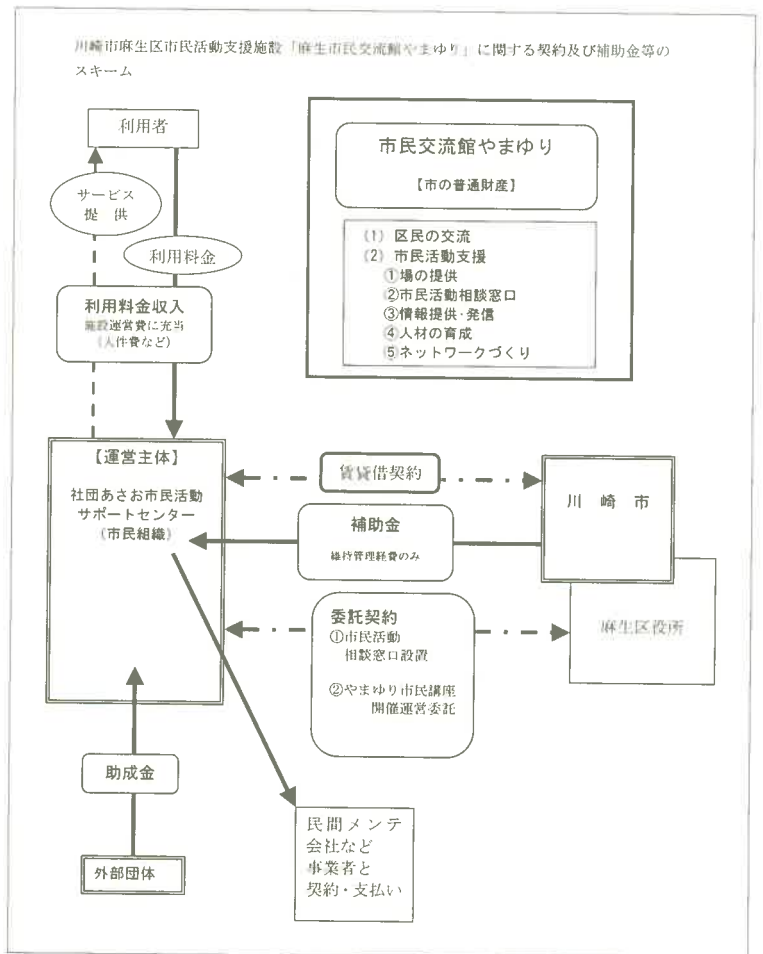 川崎市麻生区市民活動支援施設「麻生市民交流館やまゆり」に関する契約及び補助金等の
スキーム
利用者
サービス
提 供
利用料金
利用料金収入
施設運営費に充当
（人件費など）
市民交流館やまゆり
【市の普通財産】
(1) 区民の交流
(2) 市民活動支援
①場の提供
②市民活動相談窓口
③情報提供・発信
④人材の育成
⑤ネットワークづくり
【運営主体】
社団あさお市民活動
サポートセンター
（市民組織）
賃貸借契約
補助金
維持管理経費のみ
川 崎 市
麻生区役所
委託契約
①市民活動
相談窓口設置
②やまゆり市民講座
開催運営委託
助成金
外部団体
民間メンテ
会社など
事業者と
契約・支払い